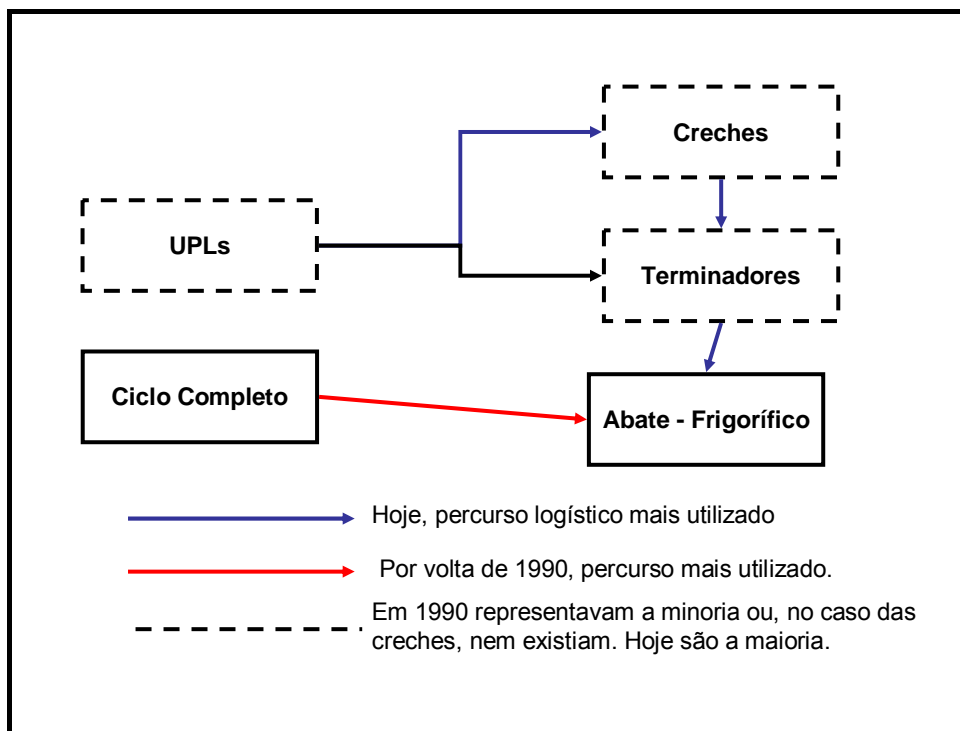 Creches
UPLs
Terminadores
Ciclo Completo
Abate - Frigorífico
Hoje, percurso logístico mais utilizado
Por volta de 1990, percurso mais utilizado.
Em 1990 representavam a minoria ou, no caso das
creches, nem existiam. Hoje são a maioria.